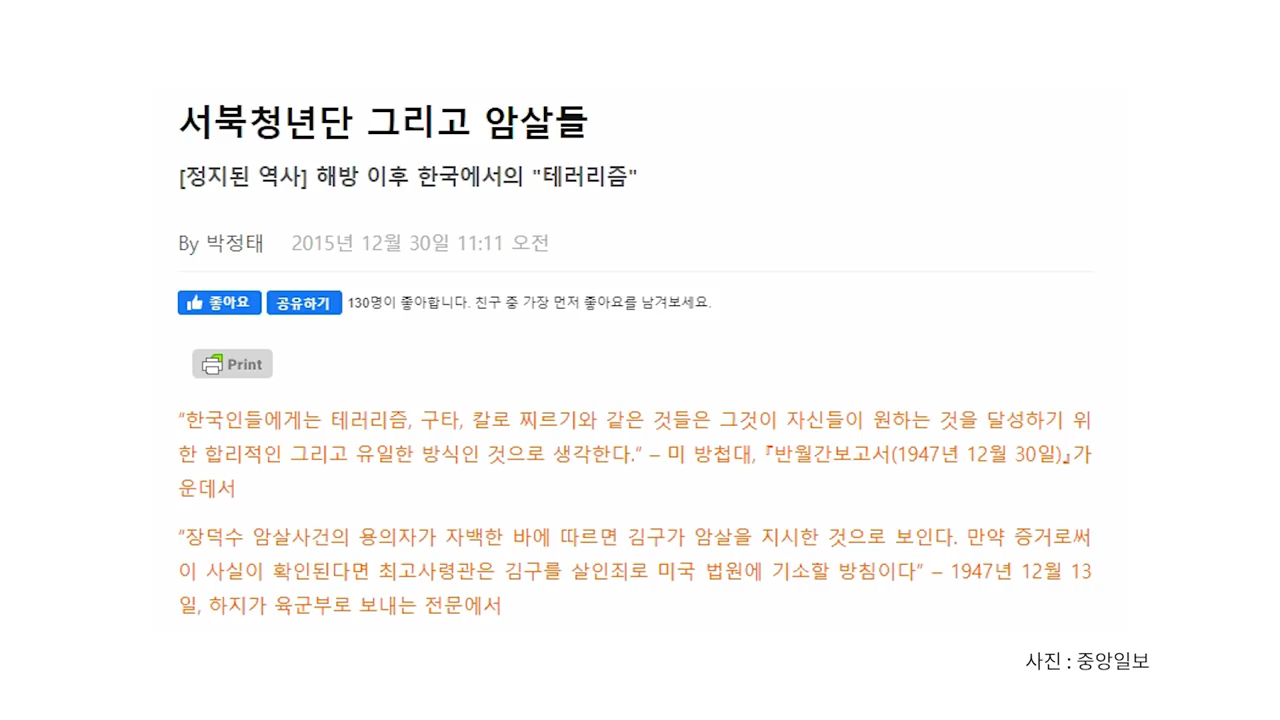 서북청년단 그리고 암살들
[정지된 역사] 해방 이후 한국에서의 "테러리즘"
By 박정태 2015년 12월 30일 11:11 오전
좋아요 공유하기 130명이 좋아합니다. 친구 중 가장 먼저 좋아요를 남겨보세요.
Print
"한국인들에게는 테러리즘, 구타, 칼로 찌르기와 같은 것들은 그것이 자신들이 원하는 것을 달성하기 위
한 합리적인 그리고 유일한 방식인 것으로 생각한다." – 미 방첩대, 『반월간보고서(1947년 12월 30일)』가
운데서
"장덕수 암살사건의 용의자가 자백한 바에 따르면 김구가 암살을 지시한 것으로 보인다. 만약 증거로써
이 사실이 확인된다면 최고사령관은 김구를 살인죄로 미국 법원에 기소할 방침이다" – 1947년 12월 13
일, 하지가 육군부로 보내는 전문에서
사진 : 중앙일보